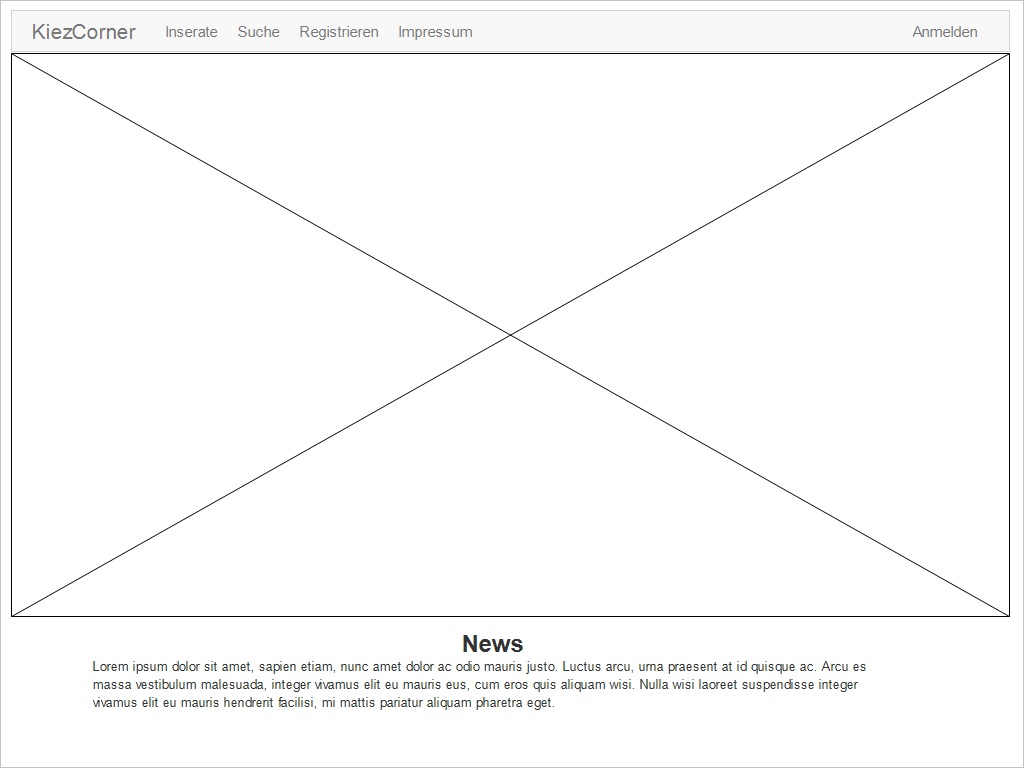 KiezCorner Inserate Suche Registrieren Impressum Anmelden
News
Lorem ipsum dolor sit amet, sapien etiam, nunc amet dolor ac odio mauris justo. Luctus arcu, urna praesent at id quisque ac. Arcu es
massa vestibulum malesuada, integer vivamus elit eu mauris eus, cum eros quis aliquam wisi. Nulla wisi laoreet suspendisse integer
vivamus elit eu mauris hendrerit facilisi, mi mattis pariatur aliquam pharetra eget.